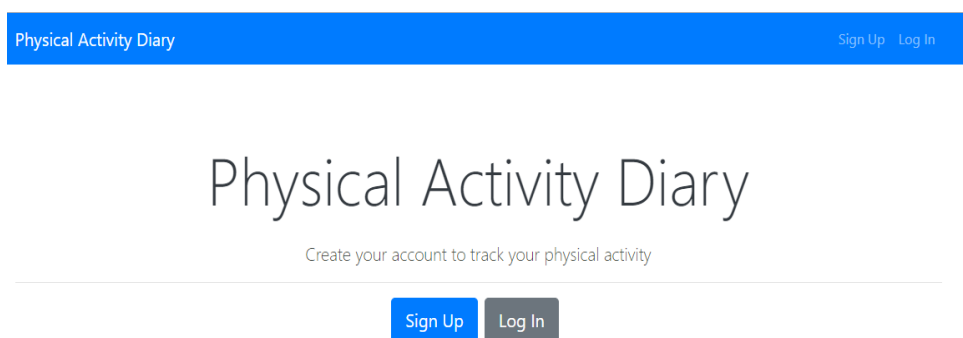 Physical Activity Diary Sign Up Log In
Physical Activity Diary
Create your account to track your physical activity
Sign Up Log In